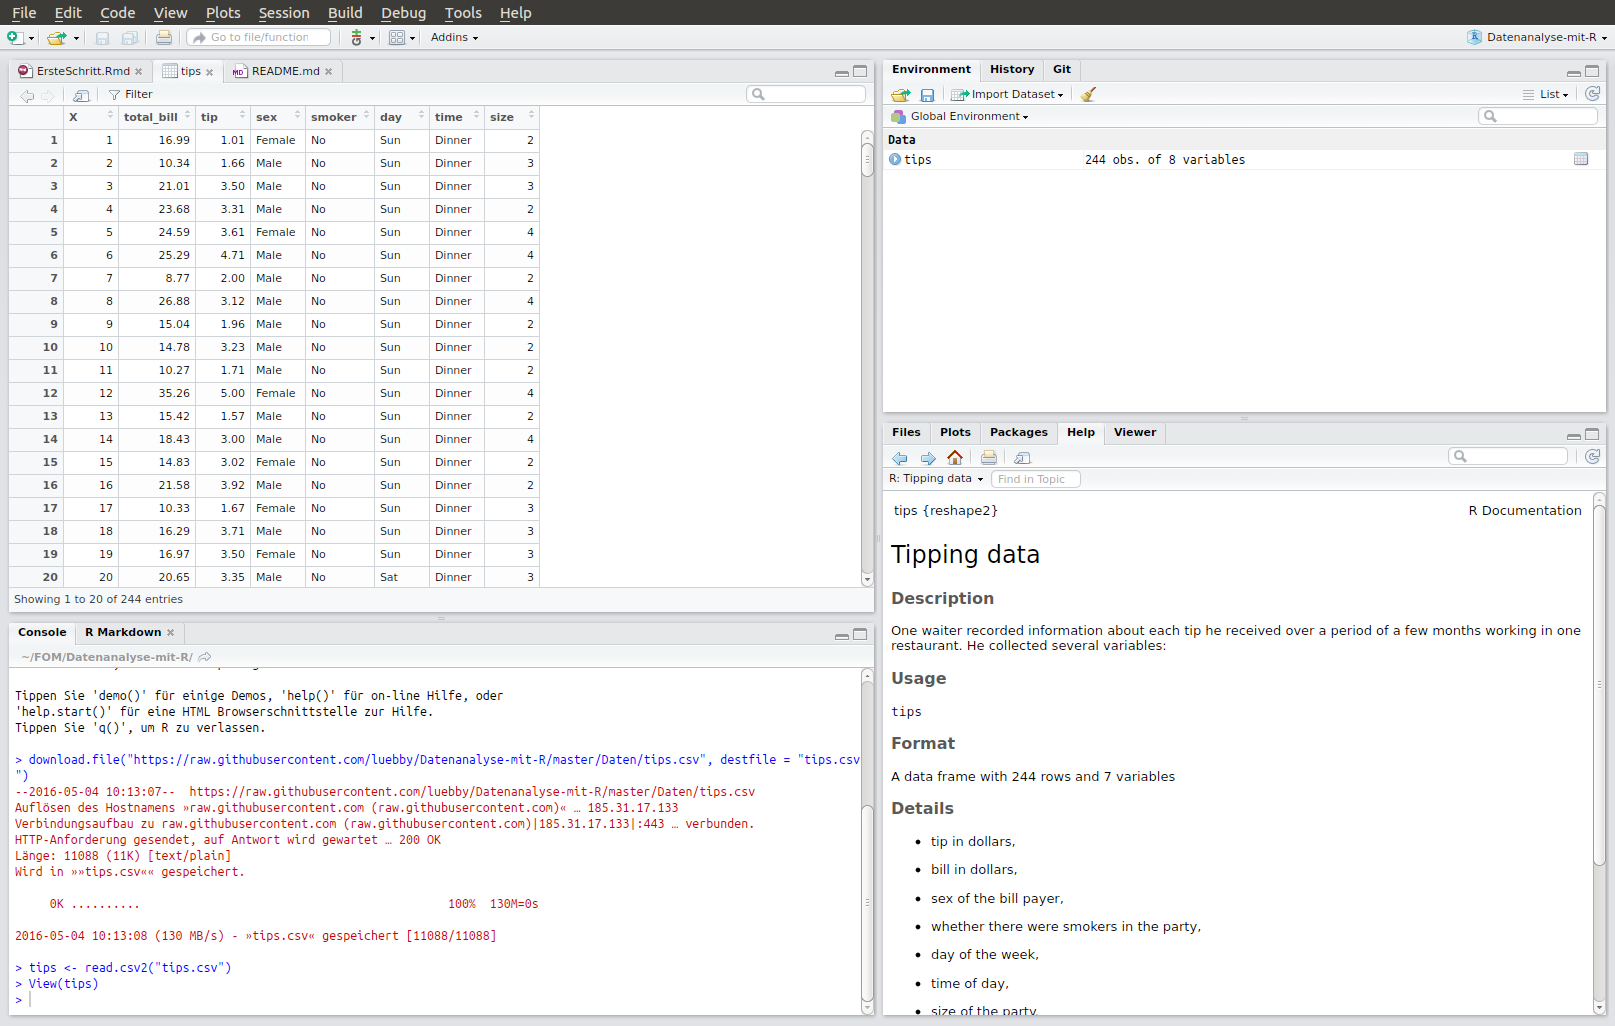 File Edit Code View Plots Session Build Debug Tools Help
Go to file/function Addins Datenanalyse-mit-R
ErsteSchritt.Rmd tips README.md
Filter
X total_bill tip sex smoker day time size
1 1 16.99 1.01 Female No Sun Dinner 2
2 2 10.34 1.66 Male No Sun Dinner 3
3 3 21.01 3.50 Male No Sun Dinner 3
4 4 23.68 3.31 Male No Sun Dinner 2
5 5 24.59 3.61 Female No Sun Dinner 4
6 6 25.29 4.71 Male No Sun Dinner 4
7 7 8.77 2.00 Male No Sun Dinner 2
8 8 26.88 3.12 Male No Sun Dinner 4
9 9 15.04 1.96 Male No Sun Dinner 2
10 10 14.78 3.23 Male No Sun Dinner 2
11 11 10.27 1.71 Male No Sun Dinner 2
12 12 35.26 5.00 Female No Sun Dinner 4
13 13 15.42 1.57 Male No Sun Dinner 2
14 14 18.43 3.00 Male No Sun Dinner 4
15 15 14.83 3.02 Female No Sun Dinner 2
16 16 21.58 3.92 Male No Sun Dinner 2
17 17 10.33 1.67 Female No Sun Dinner 3
18 18 16.29 3.71 Male No Sun Dinner 3
19 19 16.97 3.50 Female No Sun Dinner 3
20 20 20.65 3.35 Male No Sat Dinner 3
Showing 1 to 20 of 244 entries
Console R Markdown
~/FOM/Datenanalyse-mit-R/
Tippen Sie 'demo()' für einige Demos, 'help()' für on-line Hilfe, oder
'help.start()' für eine HTML Browserschnittstelle zur Hilfe.
Tippen Sie 'q()', um R zu verlassen.
> download.file("https://raw.githubusercontent.com/luebby/Datenanalyse-mit-R/master/Daten/tips.csv", destfile = "tips.csv
")
--2016-05-04 10:13:07--  https://raw.githubusercontent.com/luebby/Datenanalyse-mit-R/master/Daten/tips.csv
Auflösen des Hostnamens »raw.githubusercontent.com (raw.githubusercontent.com)« … 185.31.17.133
Verbindungsaufbau zu raw.githubusercontent.com (raw.githubusercontent.com)|185.31.17.133|:443 … verbunden.
HTTP-Anforderung gesendet, auf Antwort wird gewartet … 200 OK
Länge: 11088 (11K) [text/plain]
Wird in »»tips.csv«« gespeichert.
0K .......... 100% 130M=0s
2016-05-04 10:13:08 (130 MB/s) - »tips.csv« gespeichert [11088/11088]
> tips <- read.csv2("tips.csv")
> View(tips)
>
Environment History Git
Import Dataset List
Global Environment
Data
tips 244 obs. of 8 variables
Files Plots Packages Help Viewer
R: Tipping data Find in Topic
tips {reshape2} R Documentation
Tipping data
Description
One waiter recorded information about each tip he received over a period of a few months working in one
restaurant. He collected several variables:
Usage
tips
Format
A data frame with 244 rows and 7 variables
Details
• tip in dollars,
• bill in dollars,
• sex of the bill payer,
• whether there were smokers in the party,
• day of the week,
• time of day,
• size of the party.